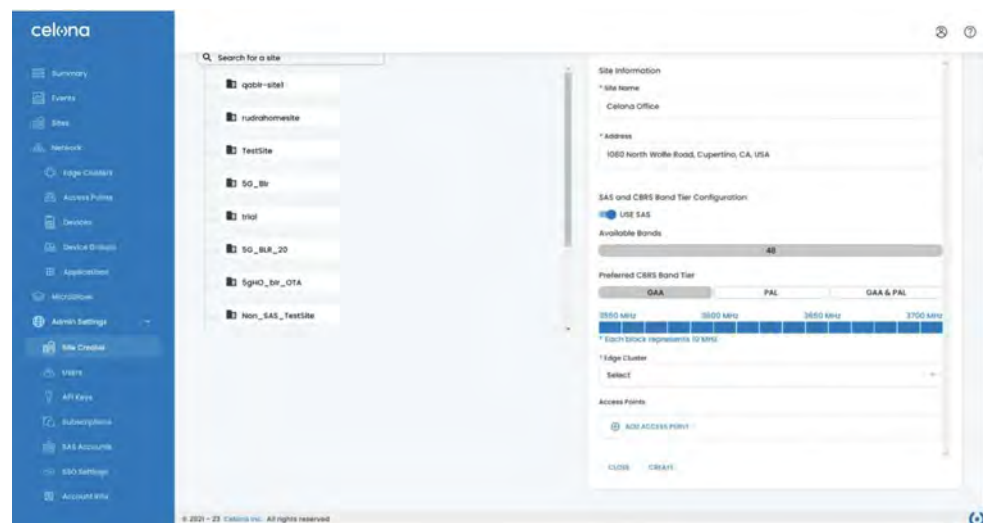 celona
Summary
Events
Sites
Network
Edge Clusters
Access Points
Devices
Device Groups
Applications
MicroSlicing
Admin Settings
Site Creator
Users
API Keys
Subscriptions
SAS Accounts
SSO Settings
Account Info
Search for a site
qablr-site1
rudrahomesite
TestSite
5G_Blr
trial
5G_BLR_20
5gHO_blr_OTA
Non_SAS_TestSite
Site Information
* Site Name
Celona Office
* Address
1080 North Wolfe Road, Cupertino, CA, USA
SAS and CBRS Band Tier Configuration
USE SAS
Available Bands
48
Preferred CBRS Band Tier
GAA PAL GAA & PAL
3550 MHz 3600 MHz 3650 MHz 3700 MHz
* Each block represents 10 MHz
* Edge Cluster
Select
Access Points
ADD ACCESS POINT
CLOSE CREATE
© 2021 - 23 Celona Inc. All rights reserved